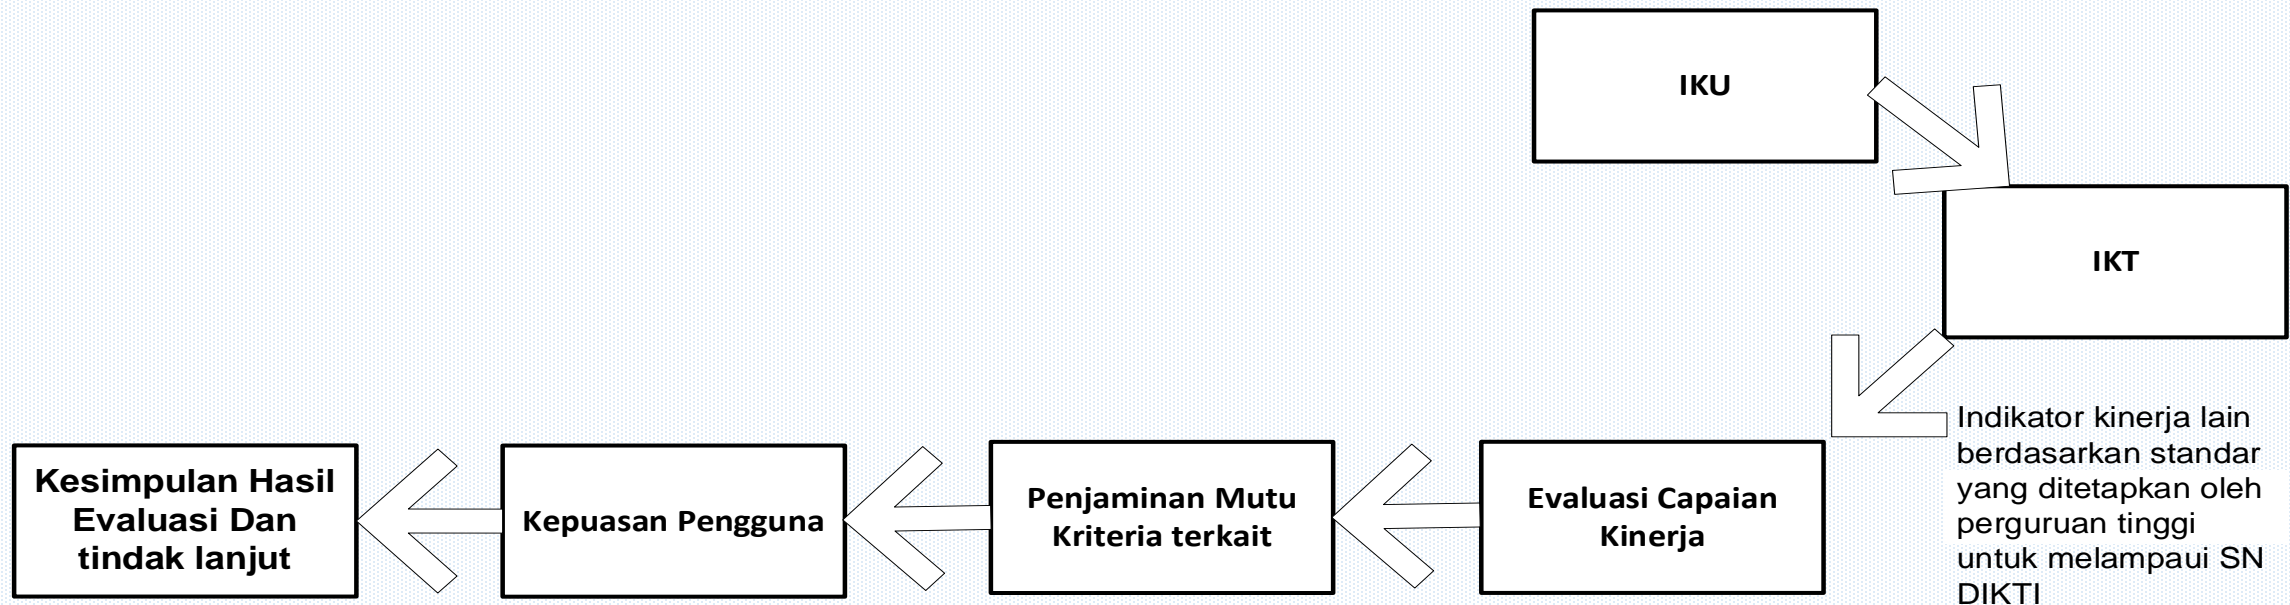 IKU
IKT
Indikator kinerja lain
berdasarkan standar
yang ditetapkan oleh
perguruan tinggi
untuk melampaui SN
DIKTI
Evaluasi Capaian
Kinerja
Penjaminan Mutu
Kriteria terkait
Kepuasan Pengguna
Kesimpulan Hasil
Evaluasi Dan
tindak lanjut